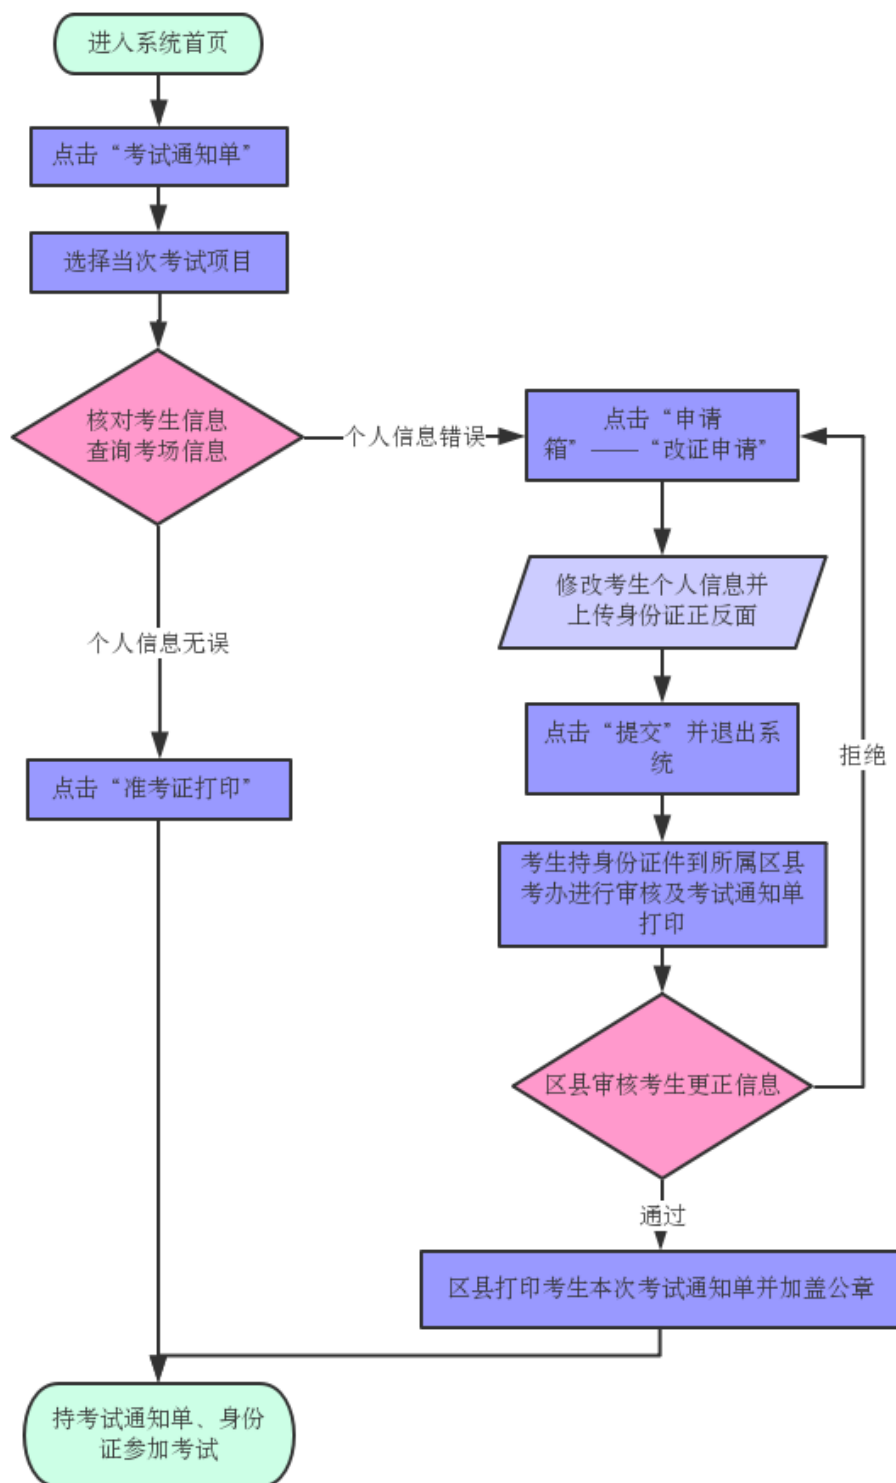 进入系统首页
点击“考试通知单”
选择当次考试项目
核对考生信息
查询考场信息
个人信息错误
点击“申请
箱”——“改证申请”
修改考生个人信息并
上传身份证正反面
个人信息无误
点击“提交”并退出系
统
拒绝
点击“准考证打印”
考生持身份证件到所属区县
考办进行审核及考试通知单
打印
区县审核考生更正信息
通过
区县打印考生本次考试通知单并加盖公章
持考试通知单、身份
证参加考试